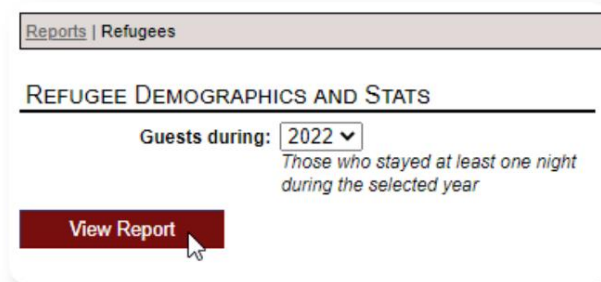 Reports | Refugees
REFUGEE DEMOGRAPHICS AND STATS
Guests during: 2022
Those who stayed at least one night
during the selected year
View Report